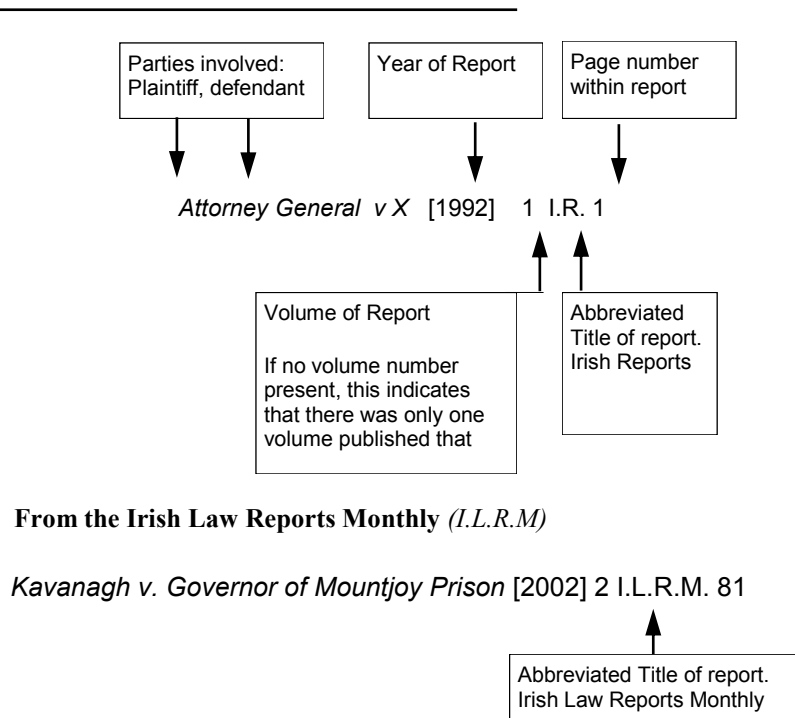 Parties involved:
Plaintiff, defendant
Year of Report
Page number
within report
Attorney General v X [1992] 1 I.R. 1
Volume of Report
If no volume number
present, this indicates
that there was only one
volume published that
Abbreviated
Title of report.
Irish Reports
From the Irish Law Reports Monthly (I.L.R.M)
Kavanagh v. Governor of Mountjoy Prison [2002] 2 I.L.R.M. 81
Abbreviated Title of report.
Irish Law Reports Monthly